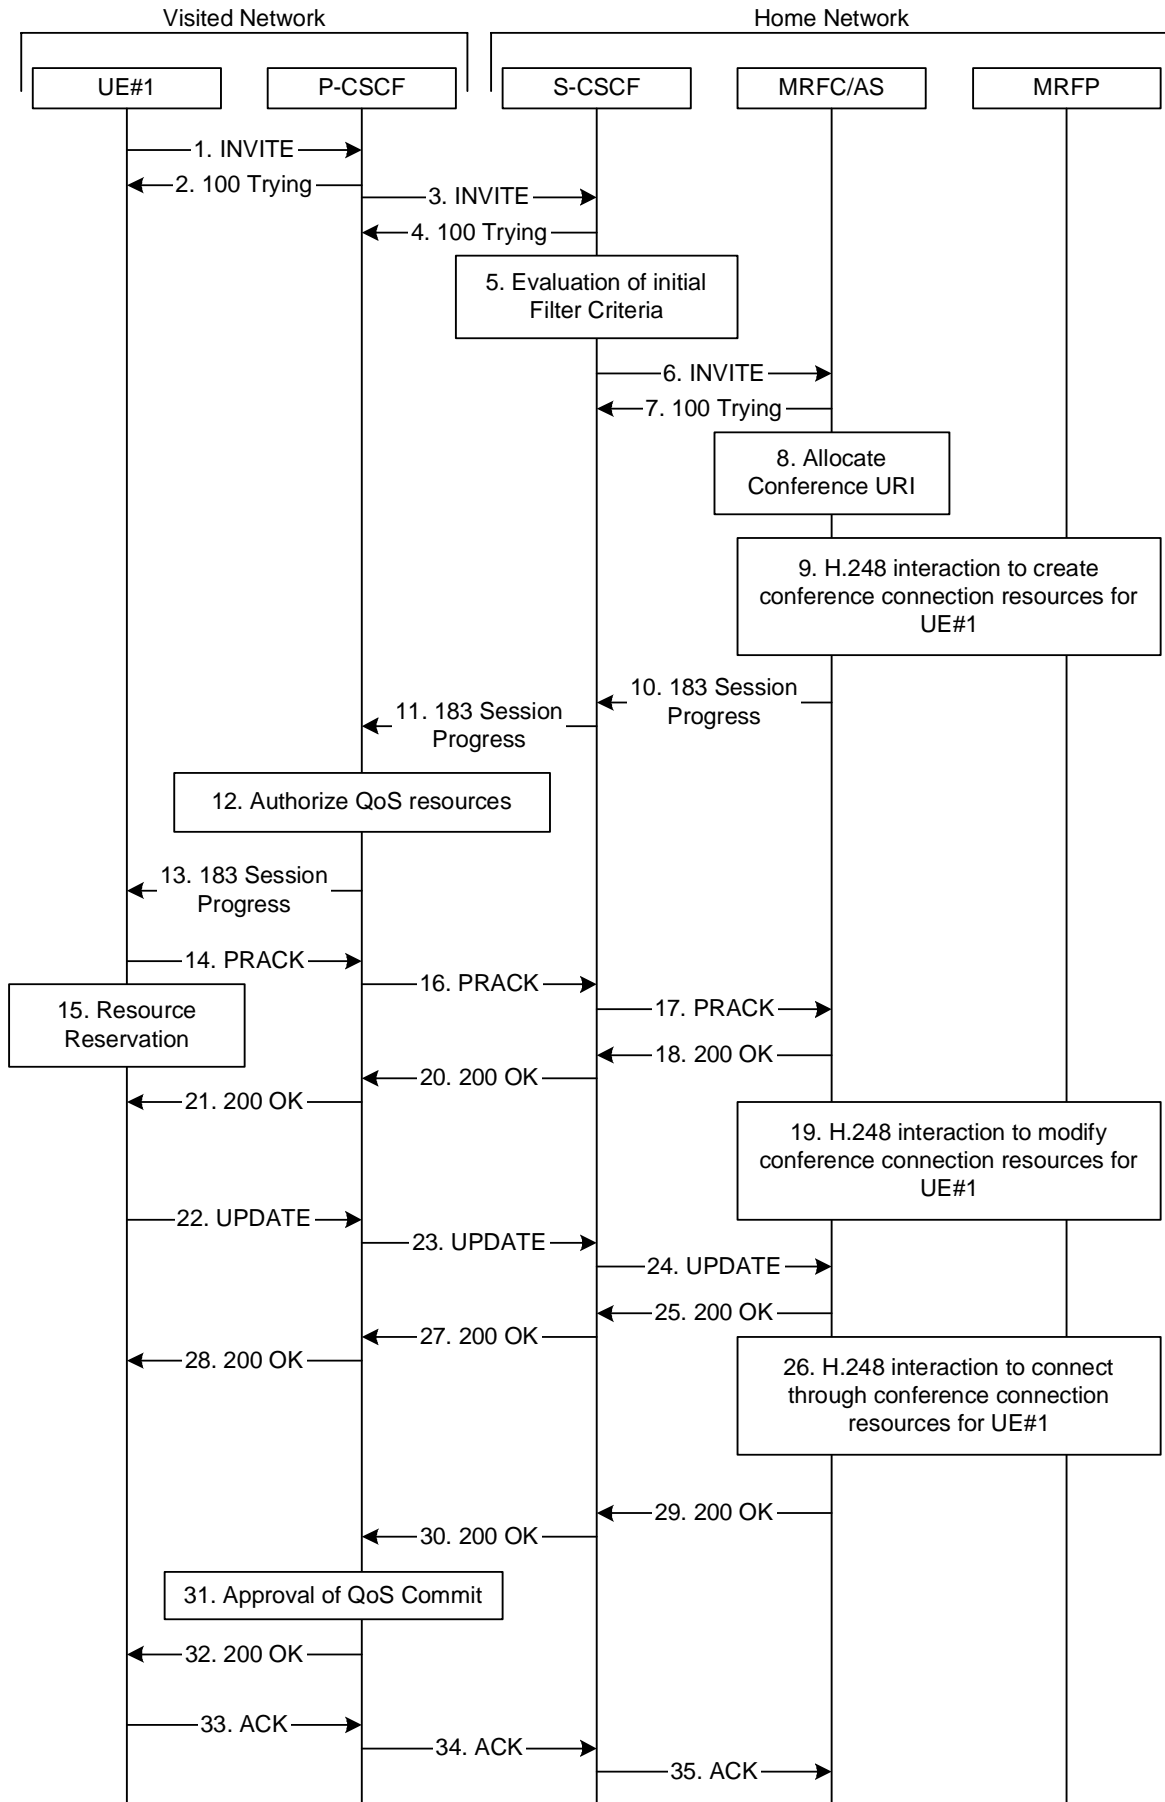 Visited Network
Home Network
UE#1
P-CSCF
S-CSCF
MRFC/AS
MRFP
1. INVITE
2. 100 Trying
3. INVITE
4. 100 Trying
5. Evaluation of initial
Filter Criteria
6. INVITE
7. 100 Trying
8. Allocate
Conference URI
9. H.248 interaction to create
conference connection resources for
UE#1
10. 183 Session
Progress
11. 183 Session
Progress
12. Authorize QoS resources
13. 183 Session
Progress
14. PRACK
15. Resource
Reservation
16. PRACK
17. PRACK
18. 200 OK
19. H.248 interaction to modify
conference connection resources for
UE#1
20. 200 OK
21. 200 OK
22. UPDATE
23. UPDATE
24. UPDATE
25. 200 OK
26. H.248 interaction to connect
through conference connection
resources for UE#1
27. 200 OK
28. 200 OK
29. 200 OK
30. 200 OK
31. Approval of QoS Commit
32. 200 OK
33. ACK
34. ACK
35. ACK